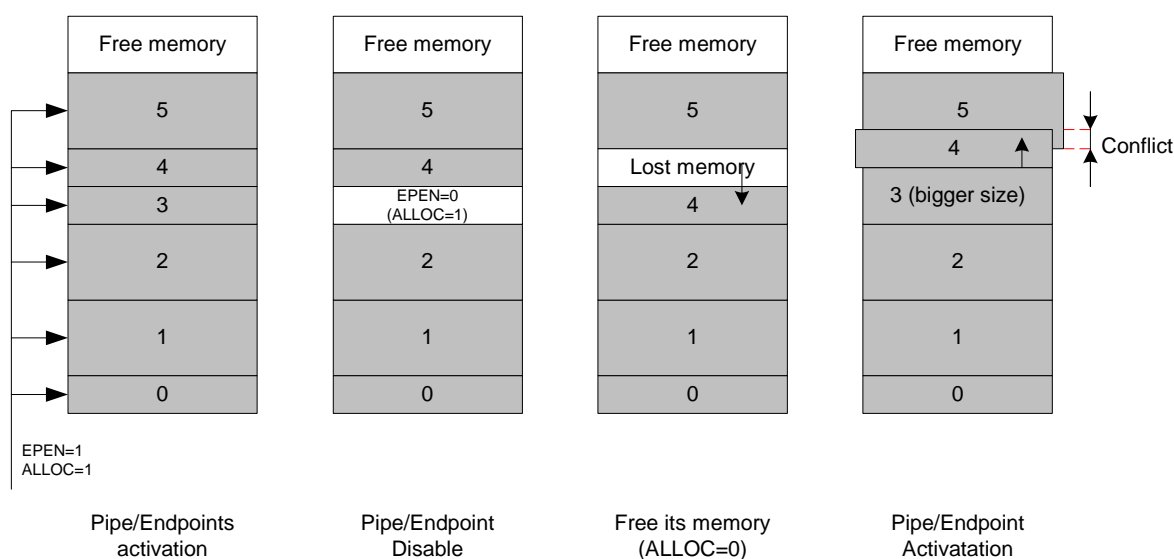 Free memory
5
4
3
2
1
0
EPEN=1
ALLOC=1
Pipe/Endpoints
activation
Free memory
5
4
EPEN=0
(ALLOC=1)
2
1
0
Pipe/Endpoint
Disable
Free memory
5
Lost memory
4
2
1
0
Free its memory
(ALLOC=0)
Free memory
5
4
Conflict
3 (bigger size)
2
1
0
Pipe/Endpoint
Activatation